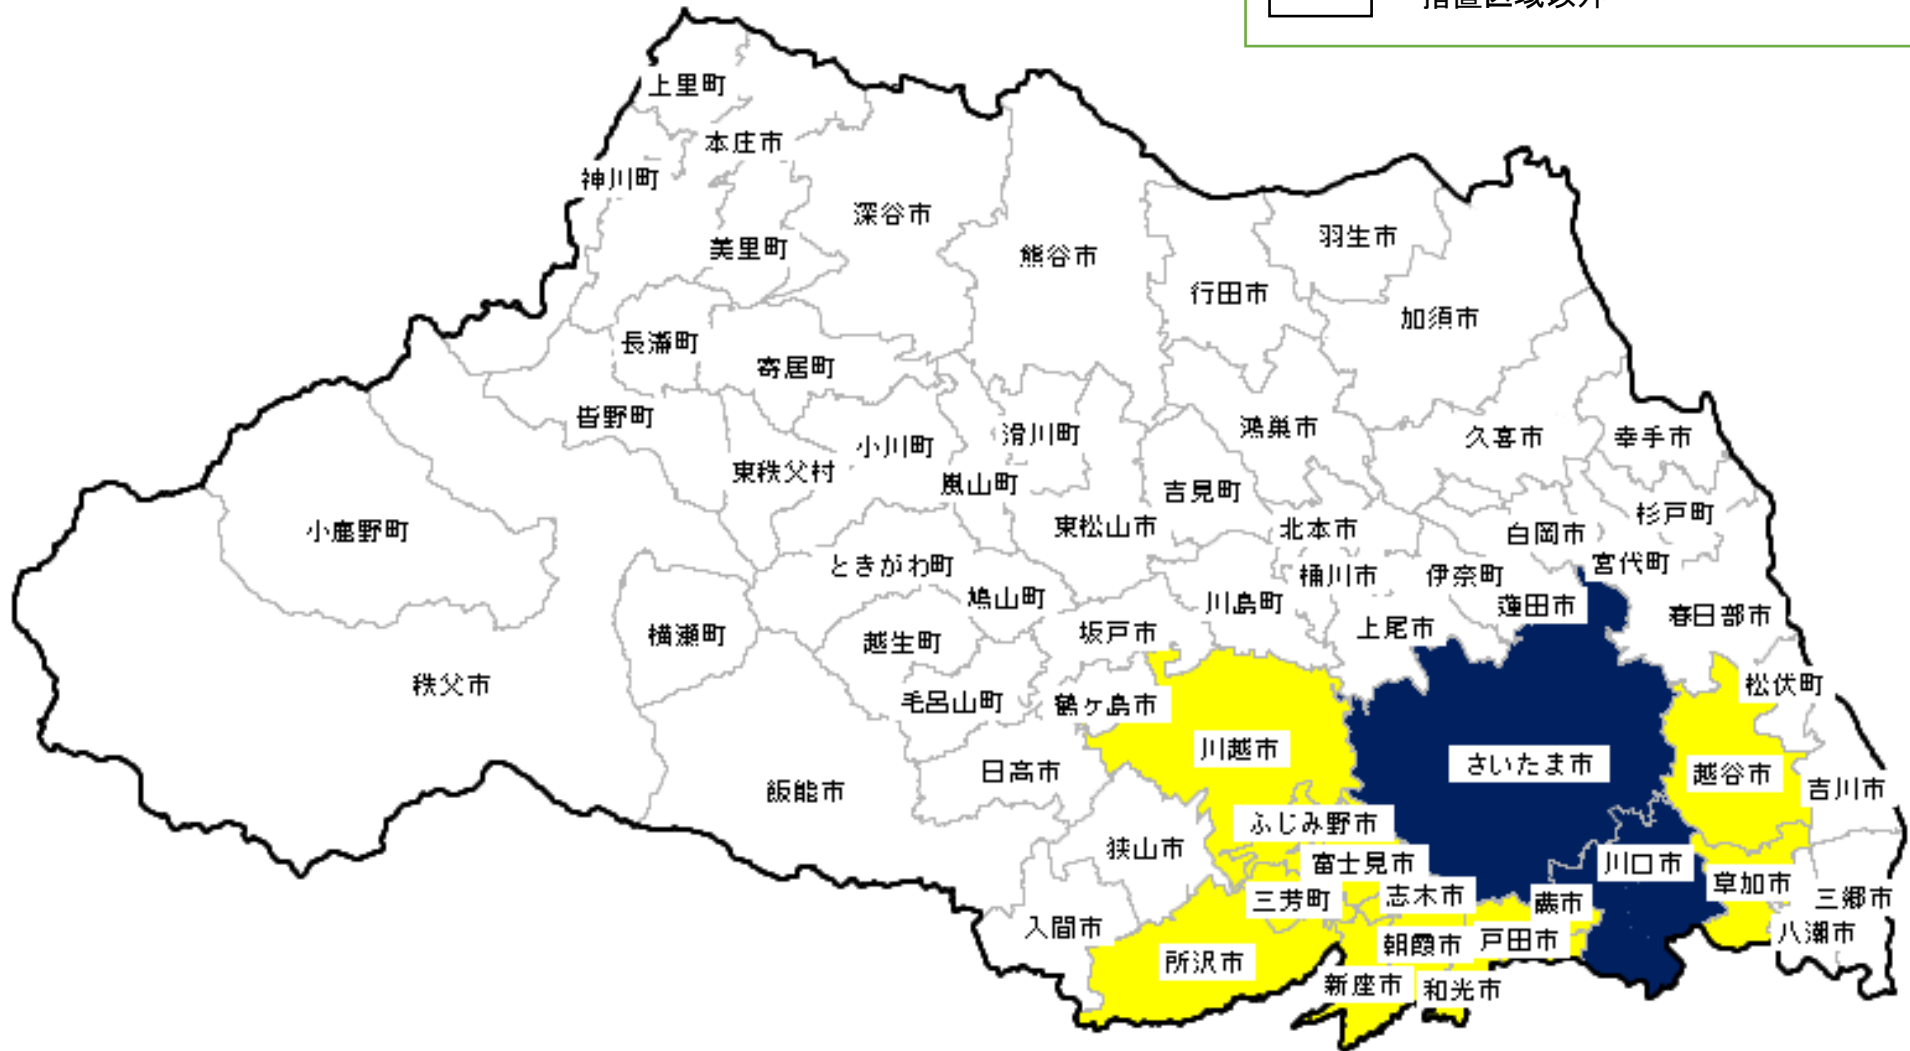 措置区域以外
上里町
本庄市
神川町
深谷市
美里町
熊谷市
羽生市
行田市
加須市
長瀞町
寄居町
皆野町
小川町
滑川町
鴻巣市
久喜市
幸手市
東秩父村
嵐山町
吉見町
小鹿野町
東松山市
北本市
白岡市
杉戸町
ときがわ町
鳩山町
川島町
桶川市
伊奈町
宮代町
蓮田市
横瀬町
越生町
坂戸市
上尾市
春日部市
秩父市
毛呂山町
鶴ヶ島市
松伏町
飯能市
日高市
川越市
さいたま市
越谷市
吉川市
ふじみ野市
狭山市
富士見市
川口市
三芳町
志木市
蕨市
草加市
三郷市
入間市
所沢市
朝霞市
戸田市
八潮市
新座市
和光市